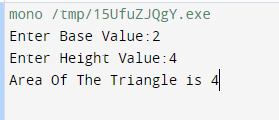 mono /tmp/15UfuZJQgY.exe
Enter Base Value:2
Enter Height Value:4
Area Of The Triangle is 4